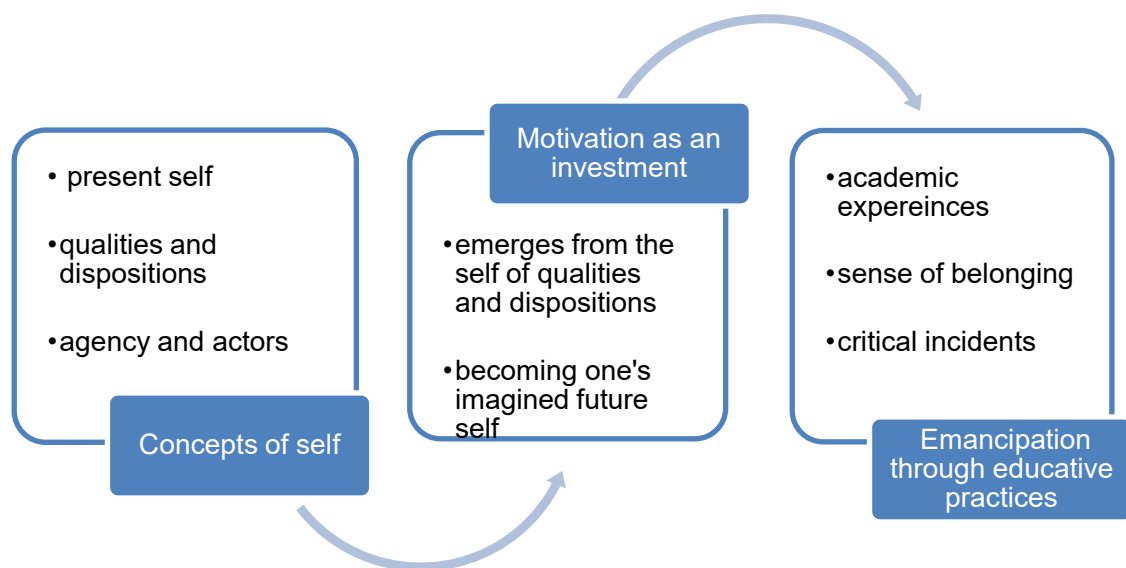 • present self
•qualities and
dispositions
•agency and actors
Concepts of self
Motivation as an
investment
•emerges from the
self of qualities
and dispositions
•becoming one's
imagined future
self
•academic
expereinces
•sense of belonging
•critical incidents
Emancipation
through educative
practices